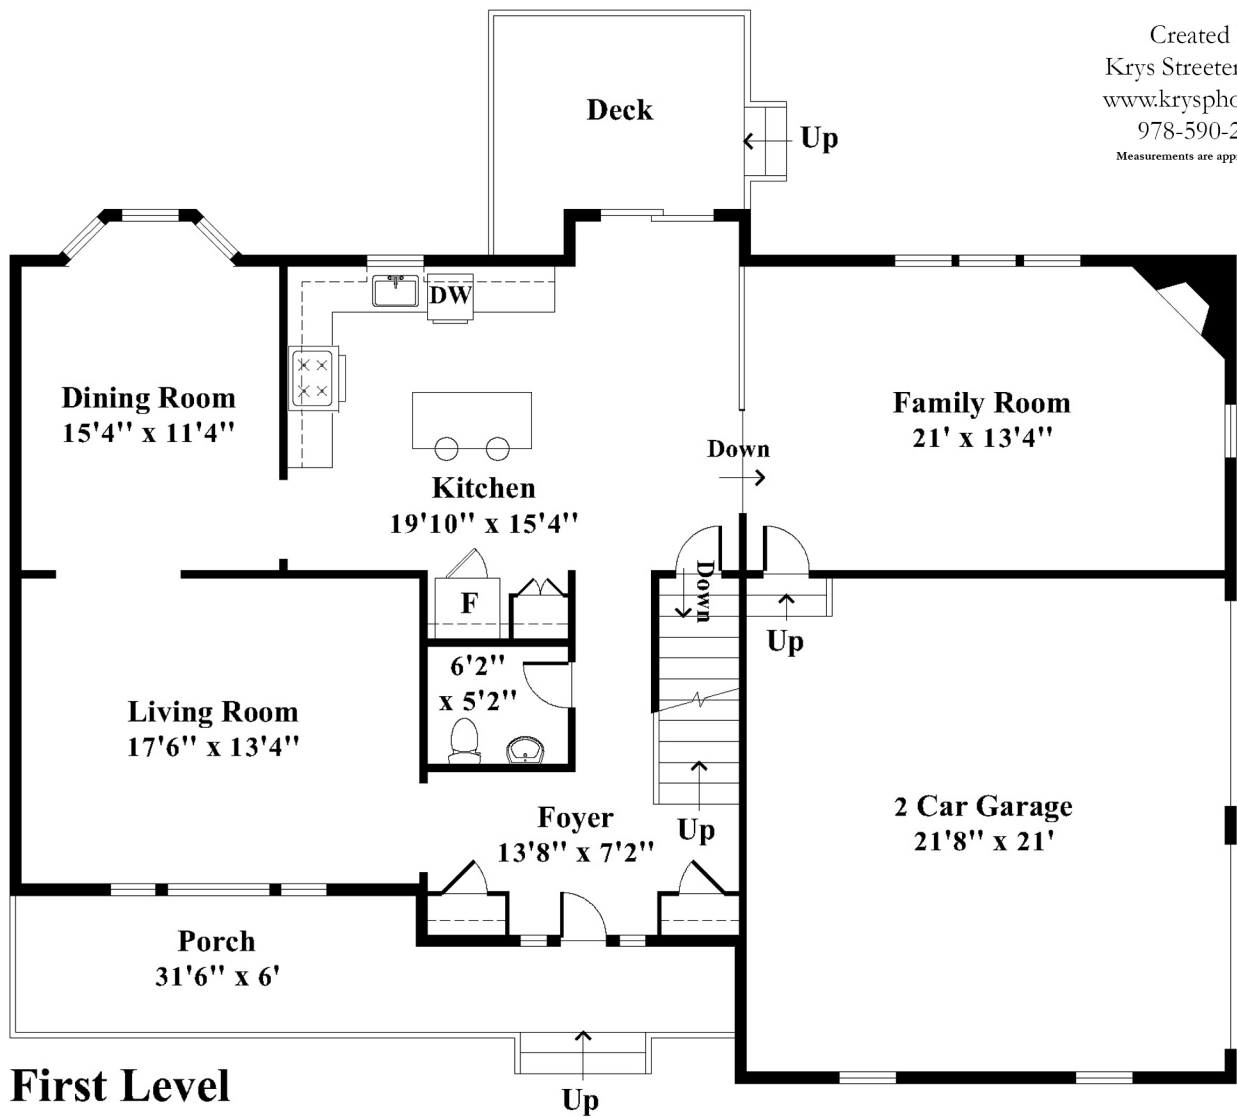 Created
Krys Streeter
www.kryspho
978-590-2
Measurements are app
Deck
Up
DW
Dining Room
15'4" x 11'4"
Family Room
21' x 13'4"
Down
Kitchen
19'10" x 15'4"
Down
F
Up
6'2"
x 5'2"
Living Room
17'6" x 13'4"
2 Car Garage
21'8" x 21'
Foyer
13'8" x 7'2"
Up
Porch
31'6" x 6'
First Level
Up